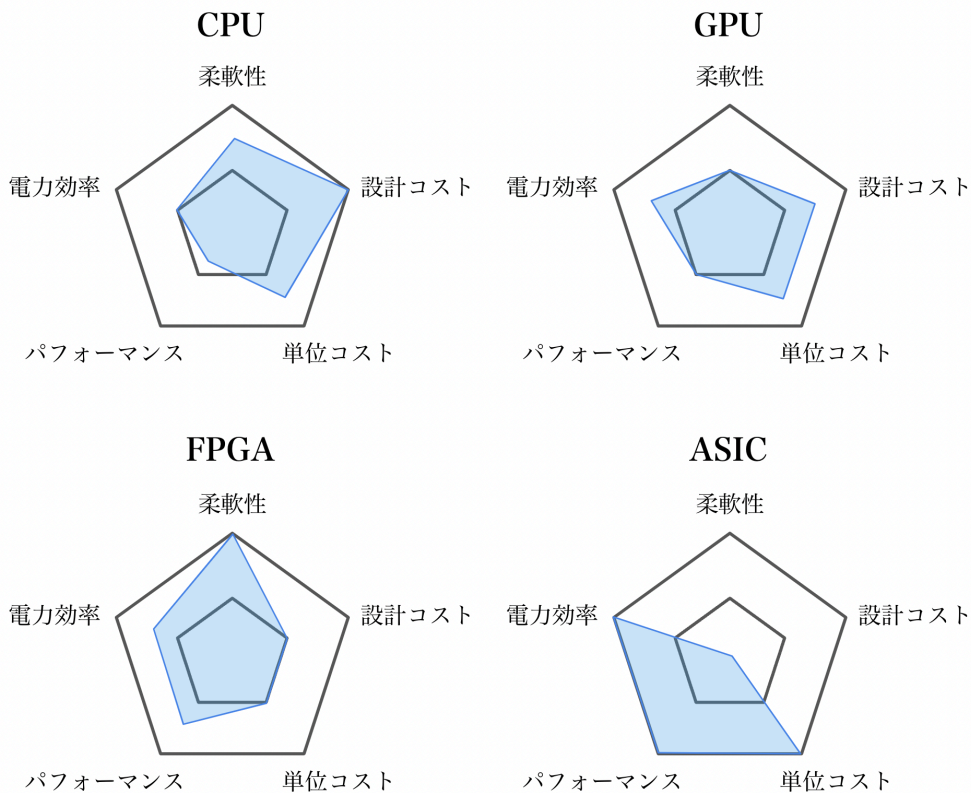 CPU
柔軟性
電力効率
設計コスト
パフォーマンス
単位コスト
GPU
柔軟性
電力効率
設計コスト
パフォーマンス
単位コスト
FPGA
柔軟性
電力効率
設計コスト
パフォーマンス
単位コスト
ASIC
柔軟性
電力効率
設計コスト
パフォーマンス
単位コスト